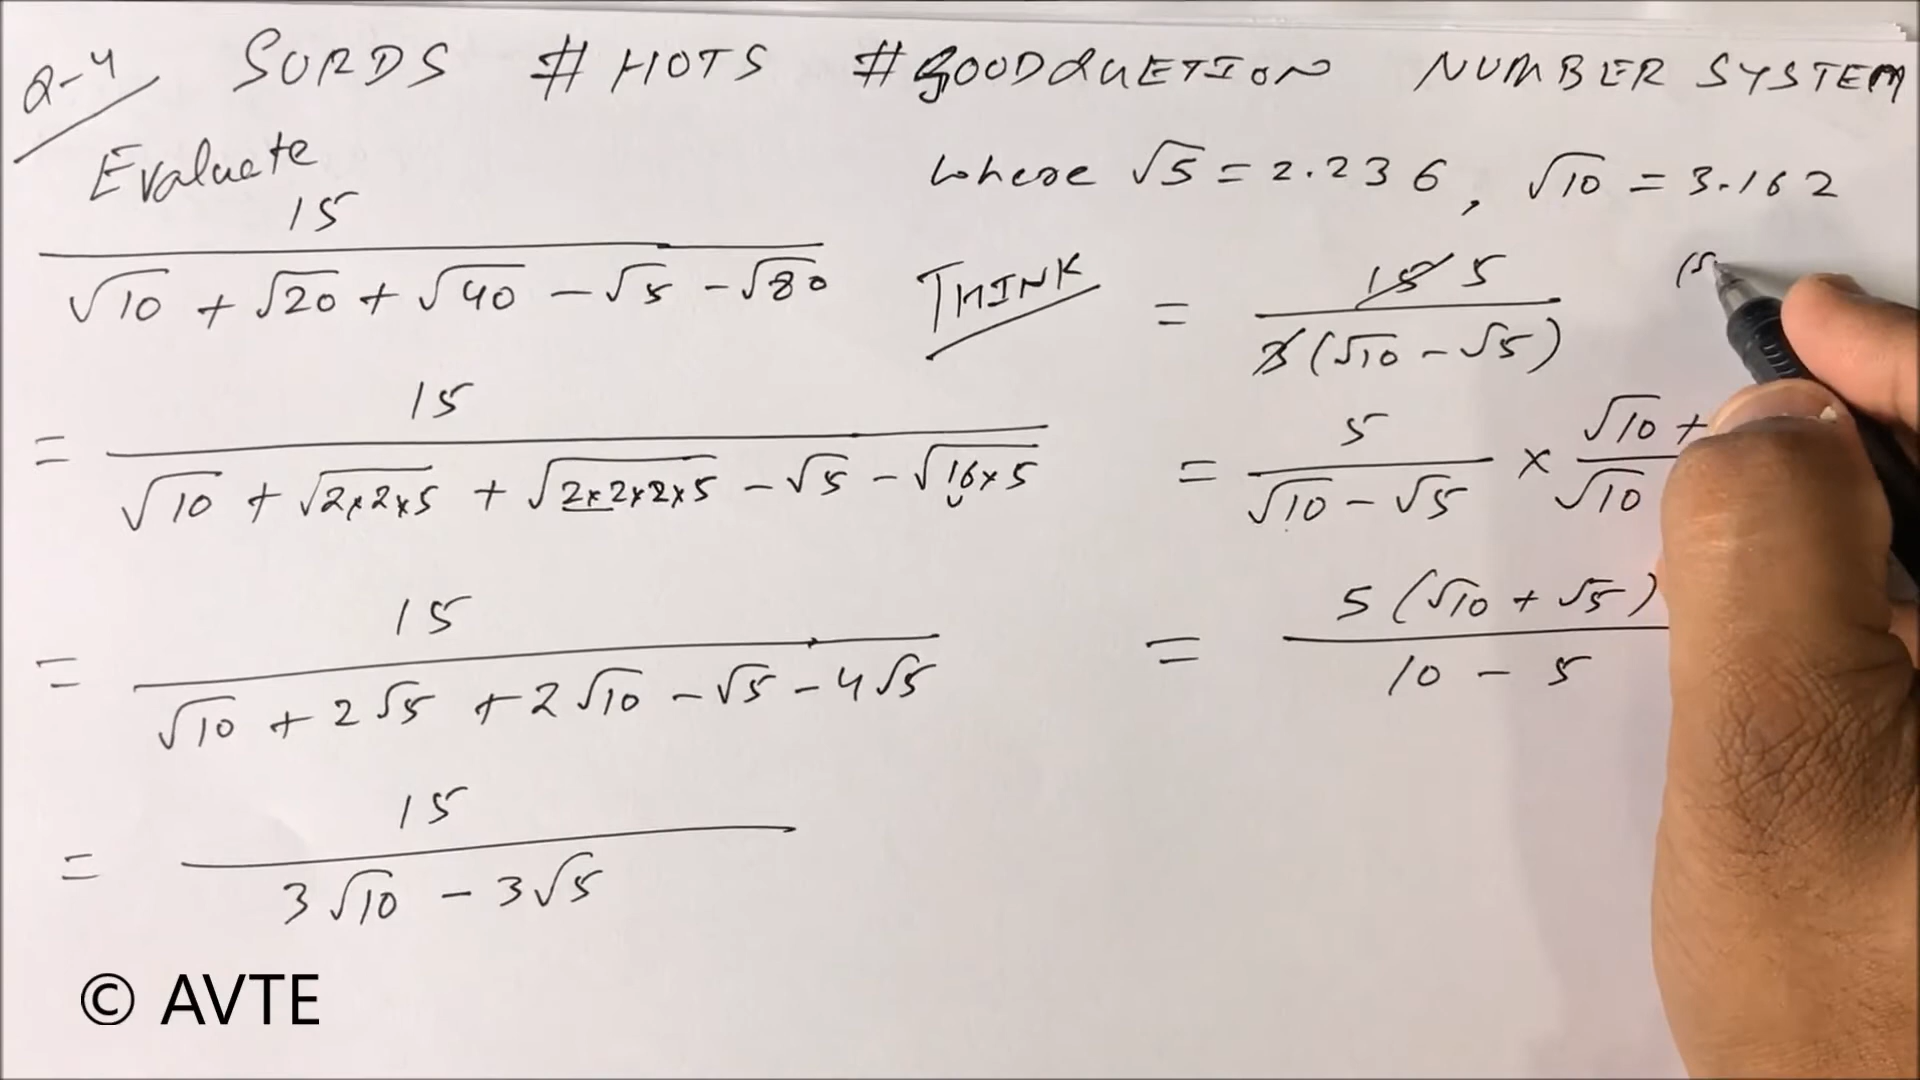 Q-4 SURDS #HOTS #GOODQUETION NUMBER SYSTEM
Evaluate
where √5 = 2.236, √10 = 3.162
15
√10 + √20 + √40 - √5 - √80
THINK
= 15
√10 + √2×2×5 + √2×2×2×5 - √5 - √16×5
= 15
√10 + 2√5 + 2√10 - √5 - 4√5
= 15
3√10 - 3√5
= 15 5
3(√10 - √5)
= 5 × √10 +
√10 - √5 √10
= 5(√10 + √5)
10 - 5
© AVTE